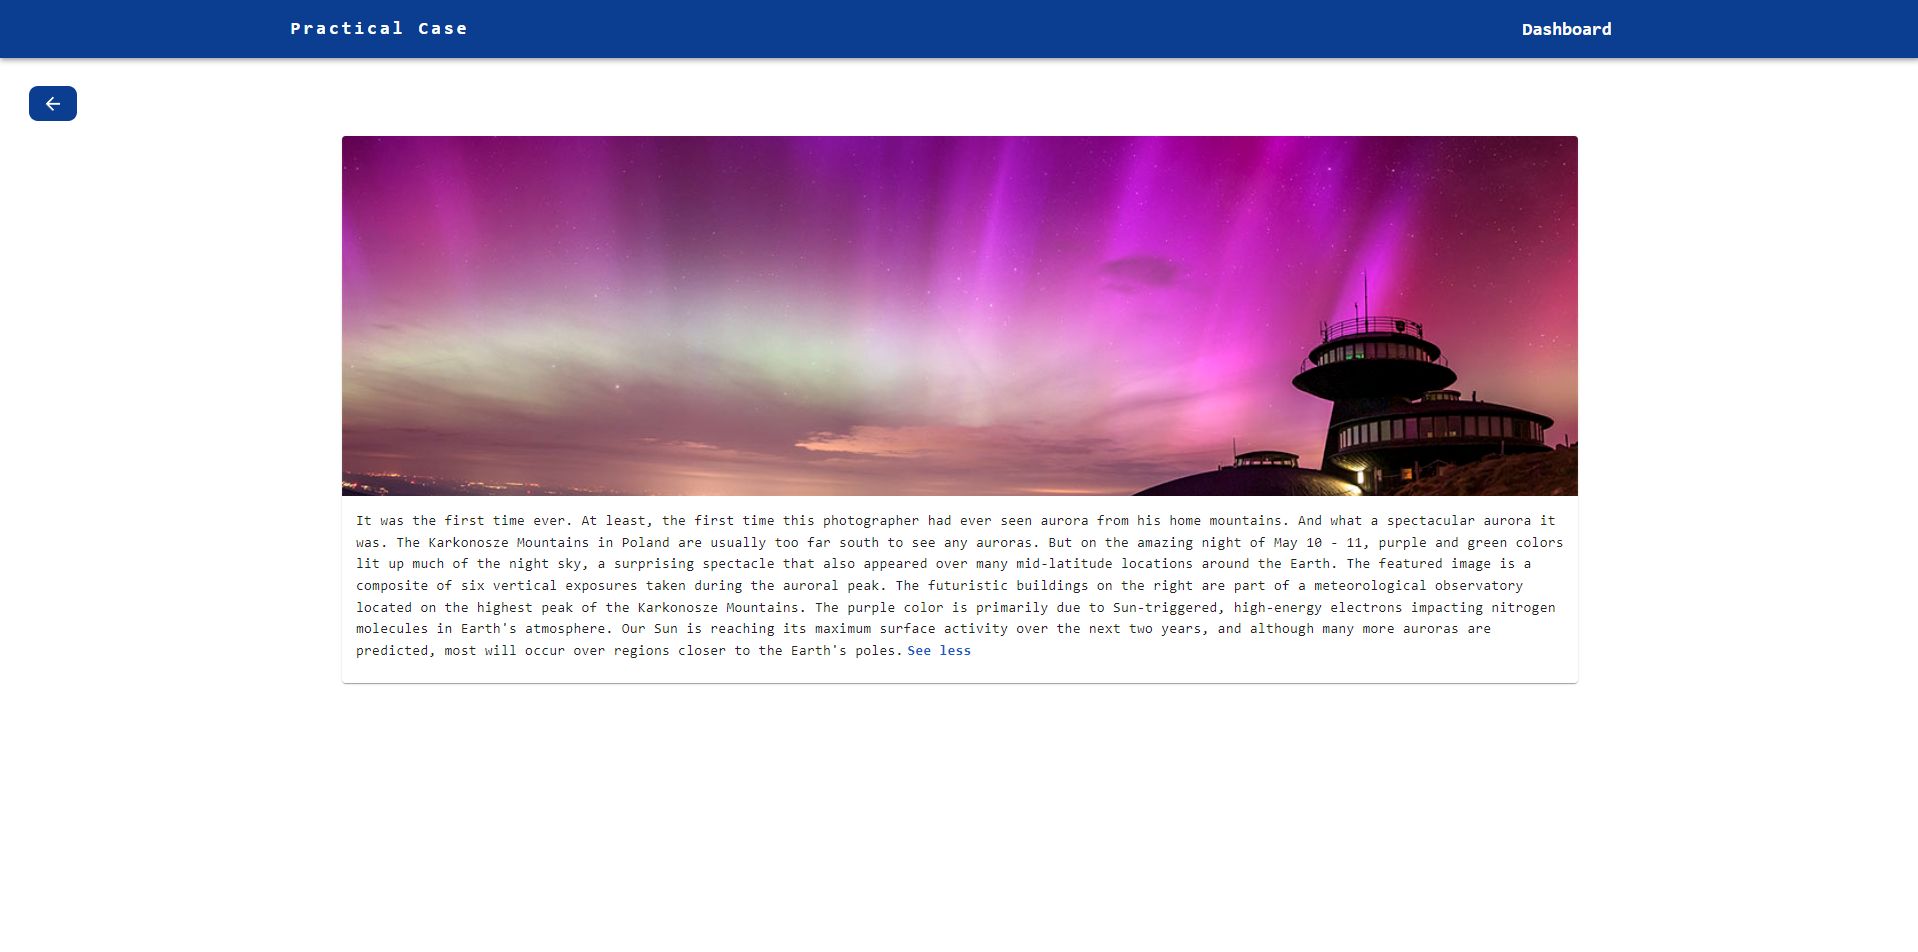 Practical Case
Dashboard
It was the first time ever. At least, the first time this photographer had ever seen aurora from his home mountains. And what a spectacular aurora it
was. The Karkonosze Mountains in Poland are usually too far south to see any auroras. But on the amazing night of May 10 - 11, purple and green colors
lit up much of the night sky, a surprising spectacle that also appeared over many mid-latitude locations around the Earth. The featured image is a
composite of six vertical exposures taken during the auroral peak. The futuristic buildings on the right are part of a meteorological observatory
located on the highest peak of the Karkonosze Mountains. The purple color is primarily due to Sun-triggered, high-energy electrons impacting nitrogen
molecules in Earth's atmosphere. Our Sun is reaching its maximum surface activity over the next two years, and although many more auroras are
predicted, most will occur over regions closer to the Earth's poles. See less